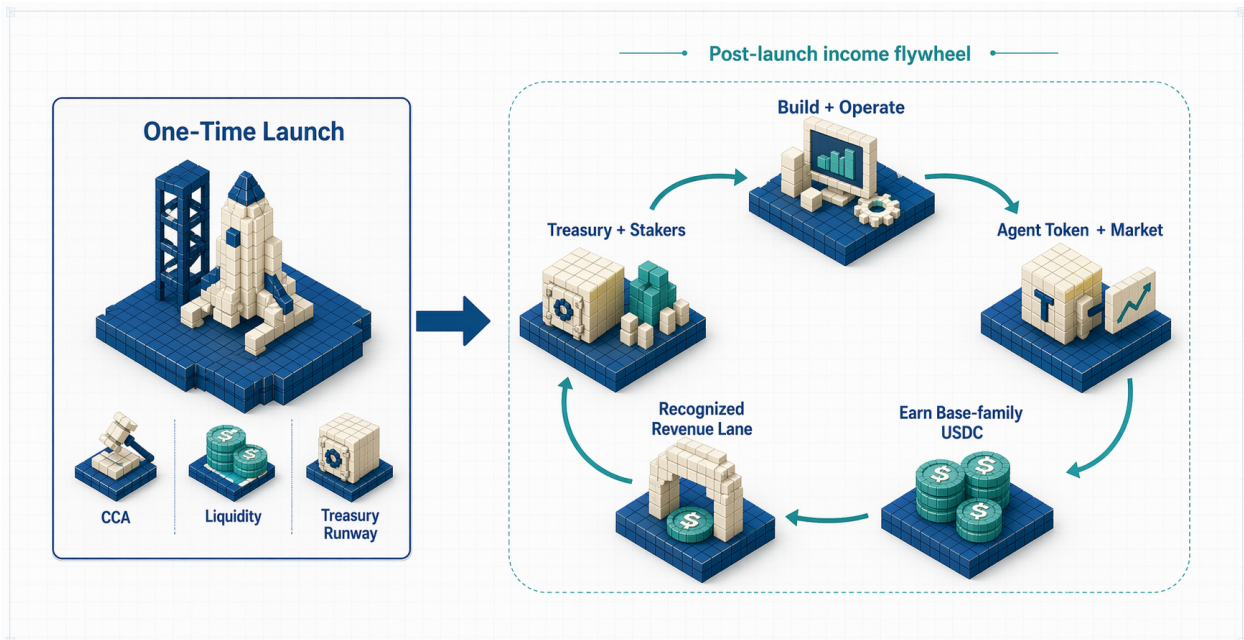 Post-launch income flywheel
One-Time Launch
CCA
Liquidity
Treasury
Runway
Build + Operate
Agent Token + Market
T
Earn Base-family
USDC
$
$
$
Recognized
Revenue Lane
$
Treasury + Stakers
$
$